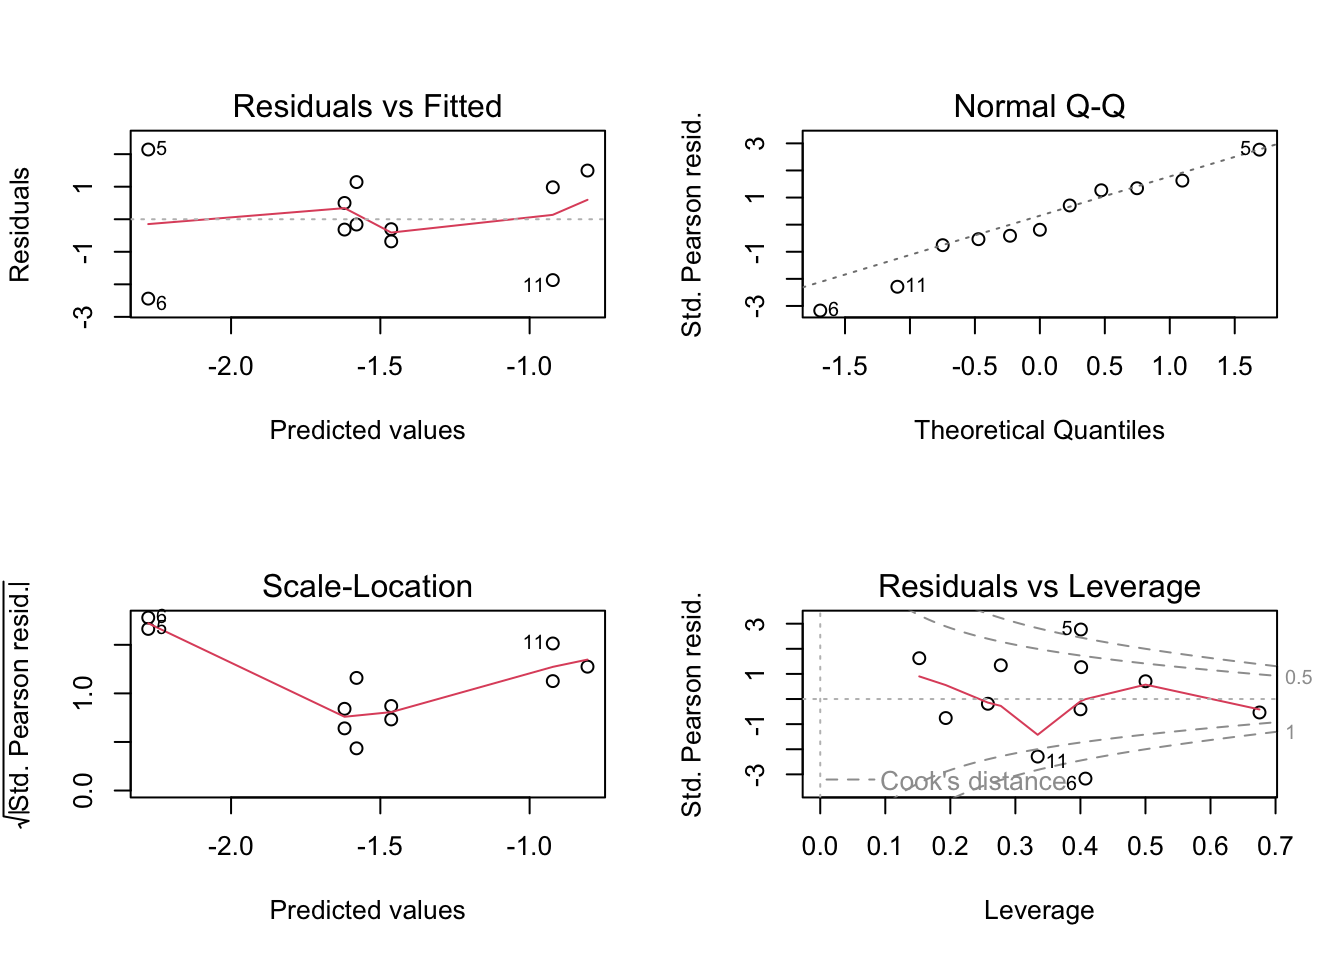 Residuals vs Fitted
Residuals
1
-1
-3
5
6
11
-2.0 -1.5 -1.0
Predicted values
Normal Q-Q
Std. Pearson resid.
3
1
-1
-3
5
11
6
-1.5 -0.5 0.0 0.5 1.0 1.5
Theoretical Quantiles
Scale-Location
√|Std. Pearson resid.|
1.0
0.0
6
5
11
-2.0 -1.5 -1.0
Predicted values
Residuals vs Leverage
Std. Pearson resid.
3
1
-1
-3
5
11
6
Cook's distance
0.5
1
0.0 0.1 0.2 0.3 0.4 0.5 0.6 0.7
Leverage